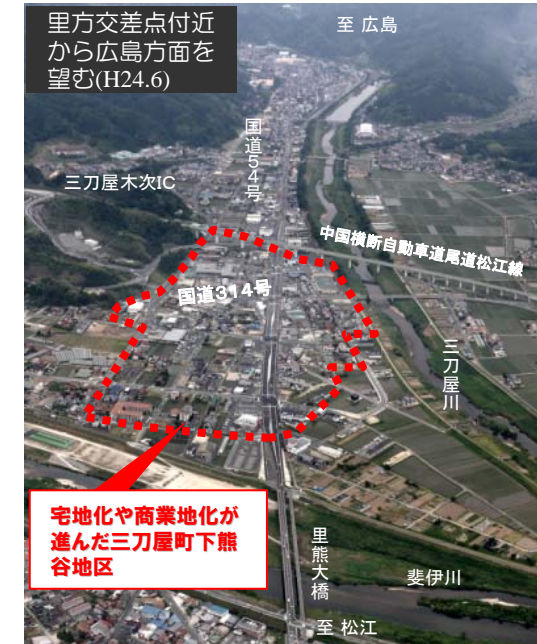 里方交差点付近
から広島方面を
望む(H24.6)
至 広島
国道54号
三刀屋木次IC
中国横断自動車道尾道松江線
国道314号
三刀屋川
宅地化や商業地化が
進んだ三刀屋町下熊
谷地区
里熊大橋
斐伊川
至 松江